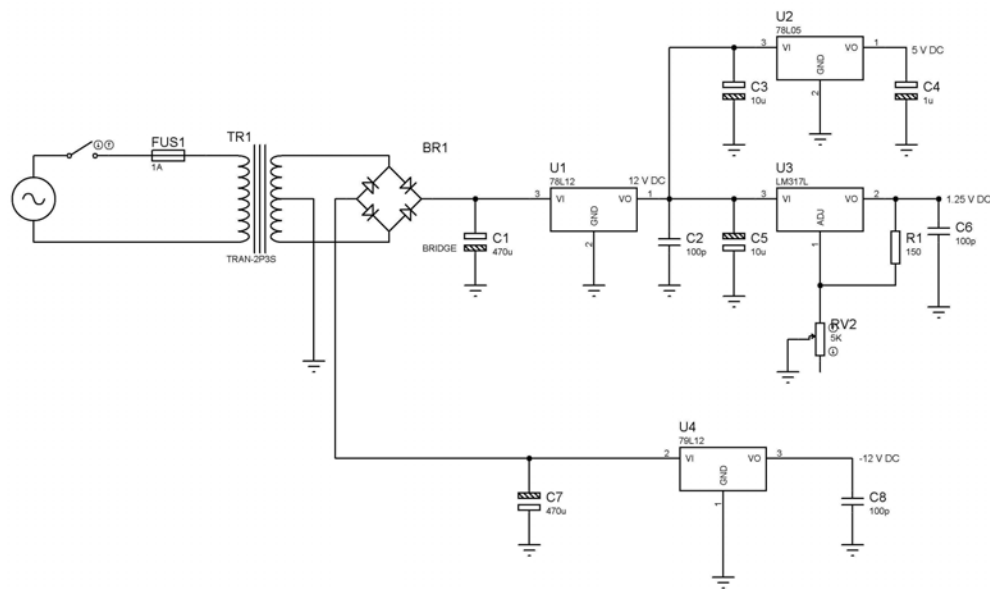 U2
78L05
3
VI
VO
1
5 V DC
GND
2
C3
10u
C4
1u
FUS1
1A
TR1
TRAN-2P3S
BR1
BRIDGE
C1
470u
U1
78L12
3
VI
VO
1
12 V DC
GND
2
C2
100p
C5
10u
U3
LM317L
3
VI
VO
2
1.25 V DC
ADJ
1
R1
150
C6
100p
RV2
5K
U4
79L12
2
VI
VO
3
-12 V DC
GND
1
C7
470u
C8
100p